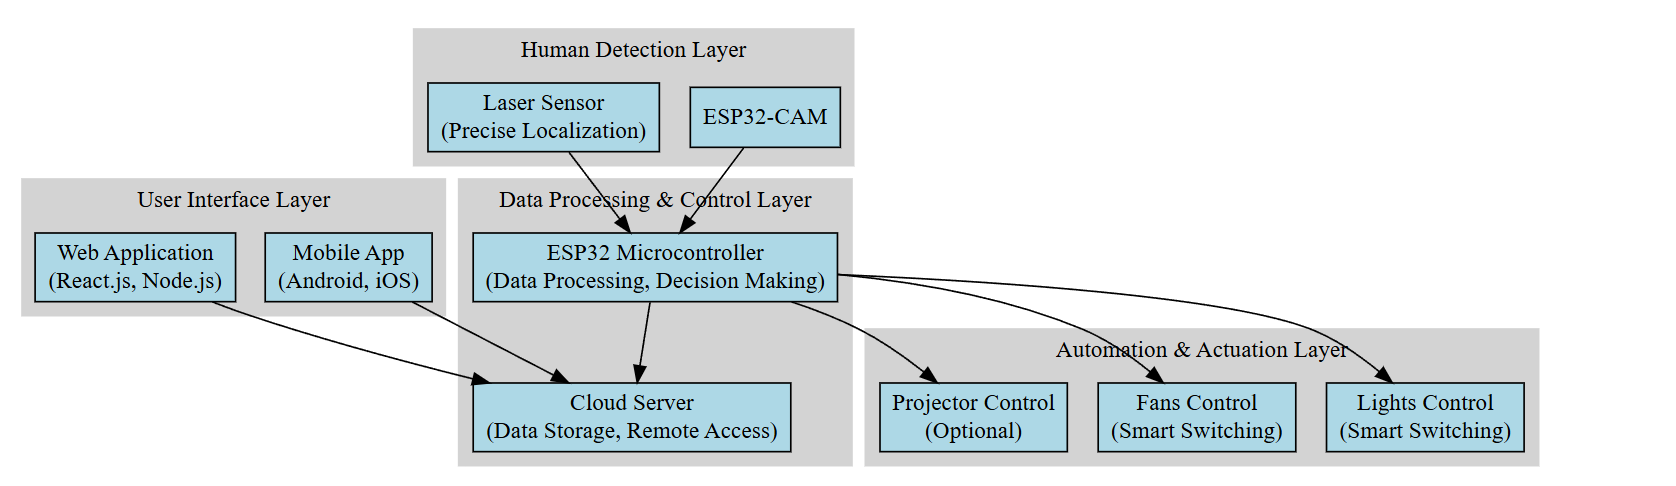 Human Detection Layer
Laser Sensor
(Precise Localization)
ESP32-CAM
User Interface Layer
Web Application
(React.js, Node.js)
Mobile App
(Android, iOS)
Data Processing & Control Layer
ESP32 Microcontroller
(Data Processing, Decision Making)
Cloud Server
(Data Storage, Remote Access)
Automation & Actuation Layer
Projector Control
(Optional)
Fans Control
(Smart Switching)
Lights Control
(Smart Switching)